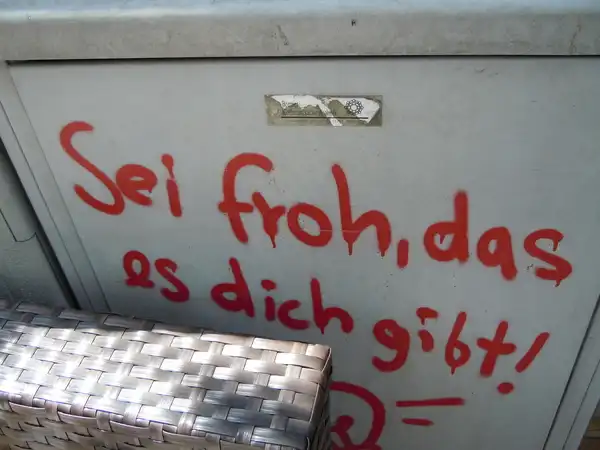 Sei froh, das
es dich gibt!